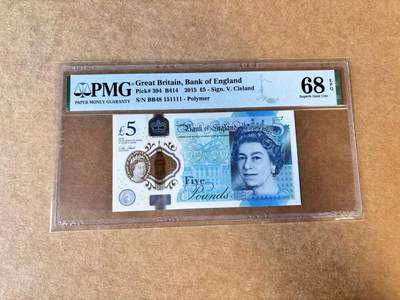 PMG
PAPER MONEY GUARANTY
Great Britain, Bank of England
Pick# 394 B414 2015 £5 - Sign. V. Cleland
S/N BB48 151111 - Polymer
68 EPQ
Superb Gem Unc
£5
Bank of England
Five
Pounds